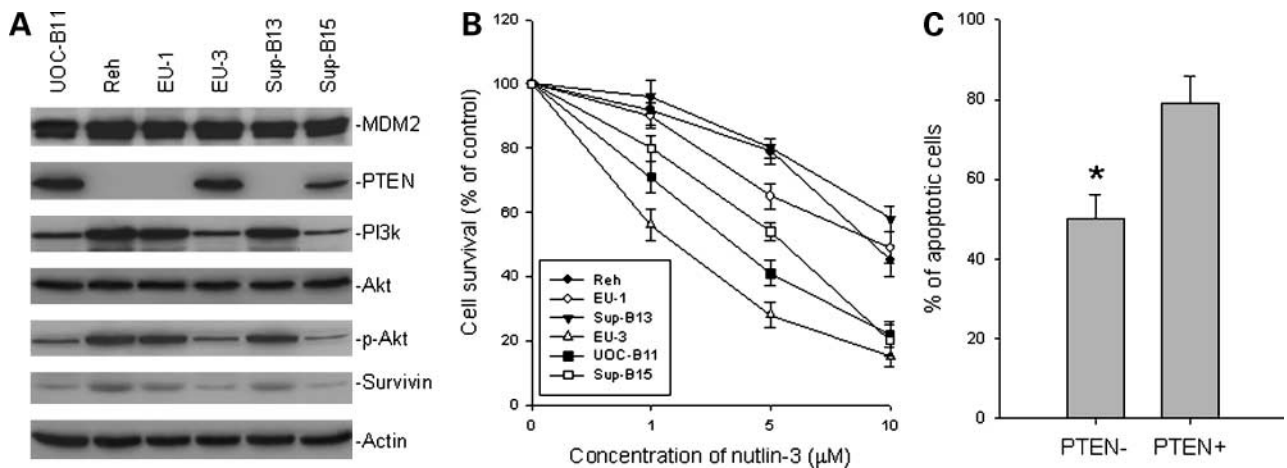 A
UOC-B11
Reh
EU-1
EU-3
Sup-B13
Sup-B15
-MDM2
-PTEN
-PI3k
-Akt
-p-Akt
-Survivin
-Actin
B
Cell survival (% of control)
120
100
80
60
40
20
0
Reh
EU-1
Sup-B13
EU-3
UOC-B11
Sup-B15
0 1 5 10
Concentration of nutlin-3 (μM)
C
% of apoptotic cells
100
80
60
40
20
0
*
PTEN- PTEN+